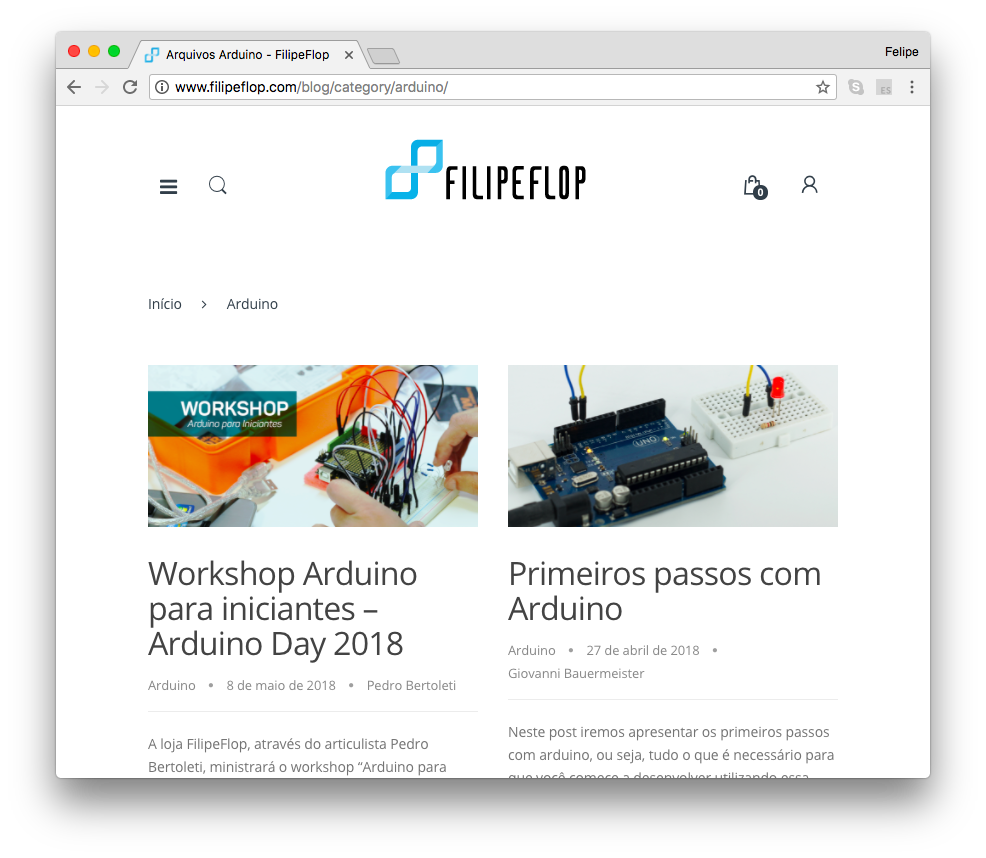 Arquivos Arduino - FilipeFlop
Felipe
www.filipeflop.com/blog/category/arduino/
ES
FILIPEFLOP
0
Início > Arduino
WORKSHOP
Arduino para Iniciantes
UNO
Workshop Arduino
para iniciantes –
Arduino Day 2018
Arduino • 8 de maio de 2018 • Pedro Bertoleti
A loja FilipeFlop, através do articulista Pedro
Bertoleti, ministrará o workshop “Arduino para
Primeiros passos com
Arduino
Arduino • 27 de abril de 2018 •
Giovanni Bauermeister
Neste post iremos apresentar os primeiros passos
com arduino, ou seja, tudo o que é necessário para
que você comece a desenvolver utilizando essa